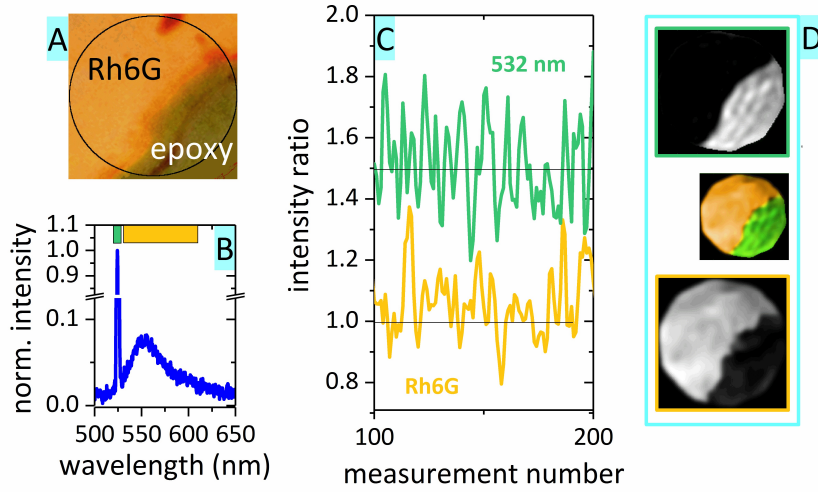 A
Rh6G
epoxy
B
norm. intensity
1.1
1.0
0.9
0.1
0.0
500 550 600 650
wavelength (nm)
C
532 nm
Rh6G
intensity ratio
2.0
1.8
1.6
1.4
1.2
1.0
0.8
100 200
measurement number
D